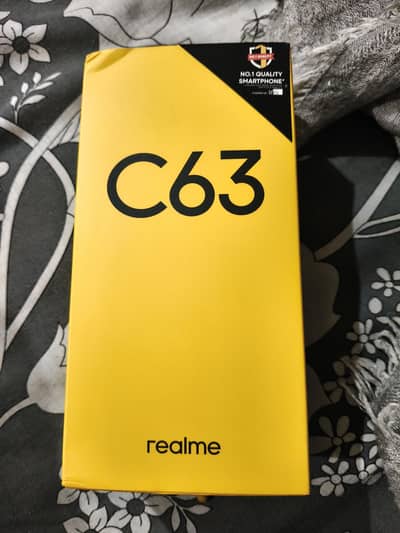 NO.1 QUALITY
SMARTPHONE*
C63
realme